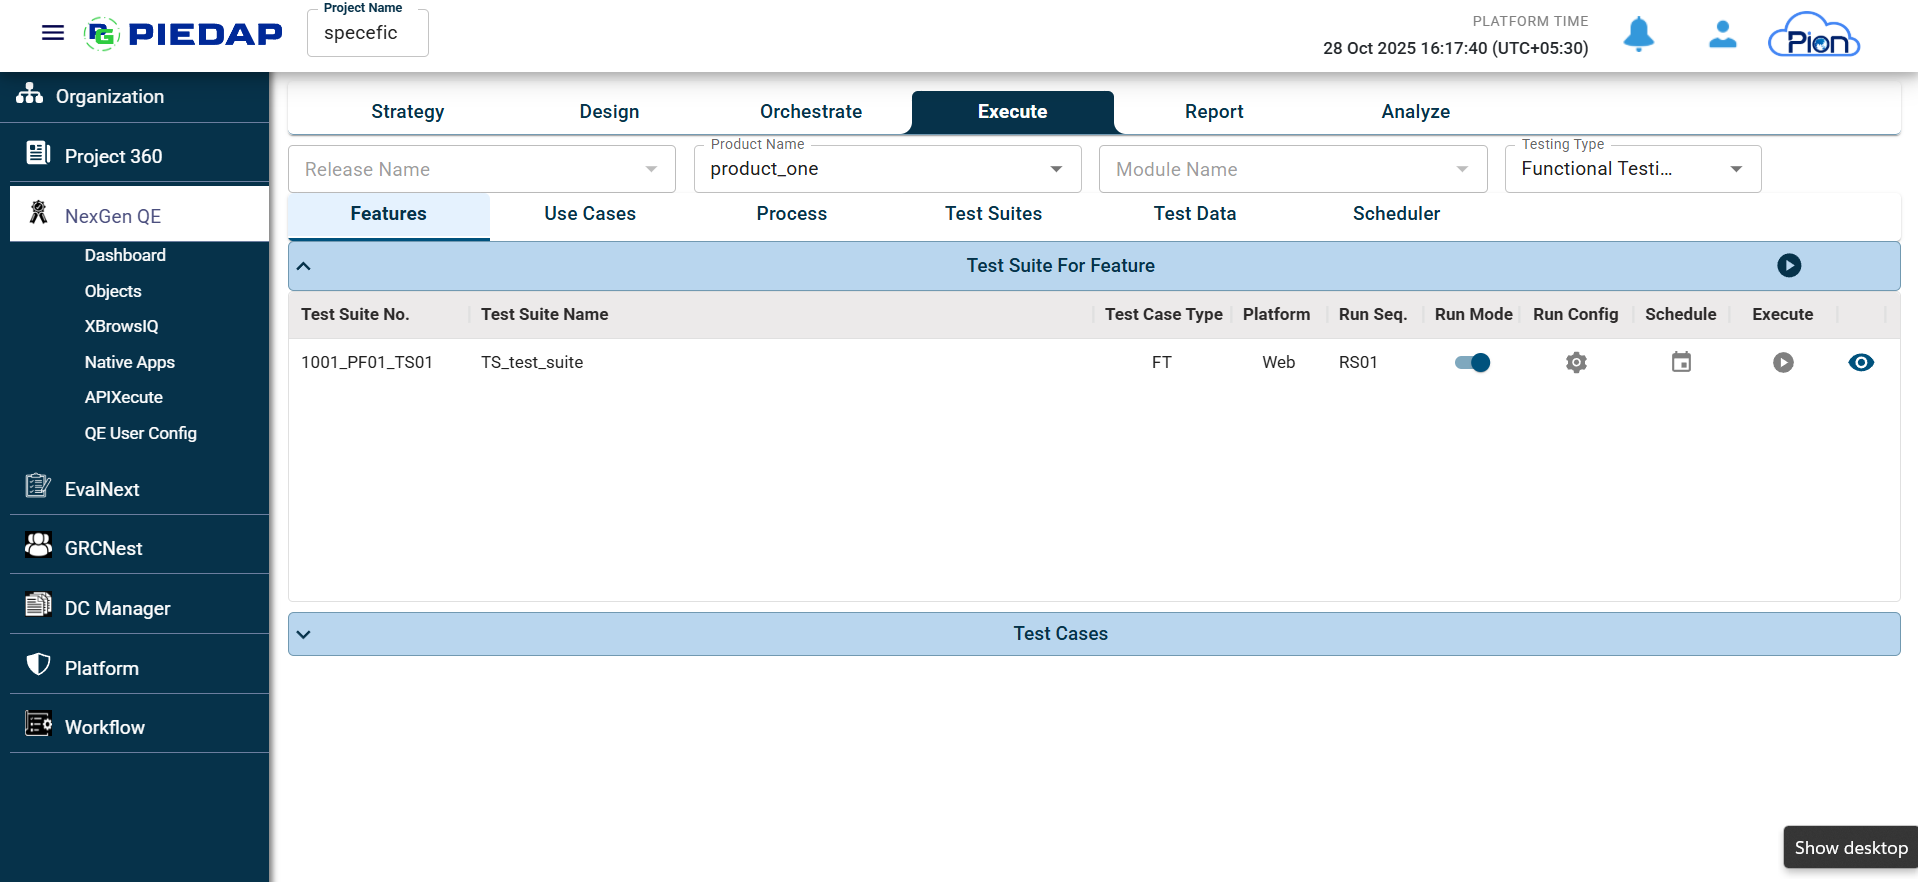 PIEDAP
Project Name
specefic
PLATFORM TIME
28 Oct 2025 16:17:40 (UTC+05:30)
Pion
Organization
Project 360
NexGen QE
Dashboard
Objects
XBrowsIQ
Native Apps
APIXecute
QE User Config
EvalNext
GRCNest
DC Manager
Platform
Workflow
Strategy Design Orchestrate Execute Report Analyze
Release Name
Product Name
product_one
Module Name
Testing Type
Functional Testi...
Features Use Cases Process Test Suites Test Data Scheduler
Test Suite For Feature
Test Suite No. Test Suite Name Test Case Type Platform Run Seq. Run Mode Run Config Schedule Execute
1001_PF01_TS01 TS_test_suite FT Web RS01
Test Cases
Show desktop